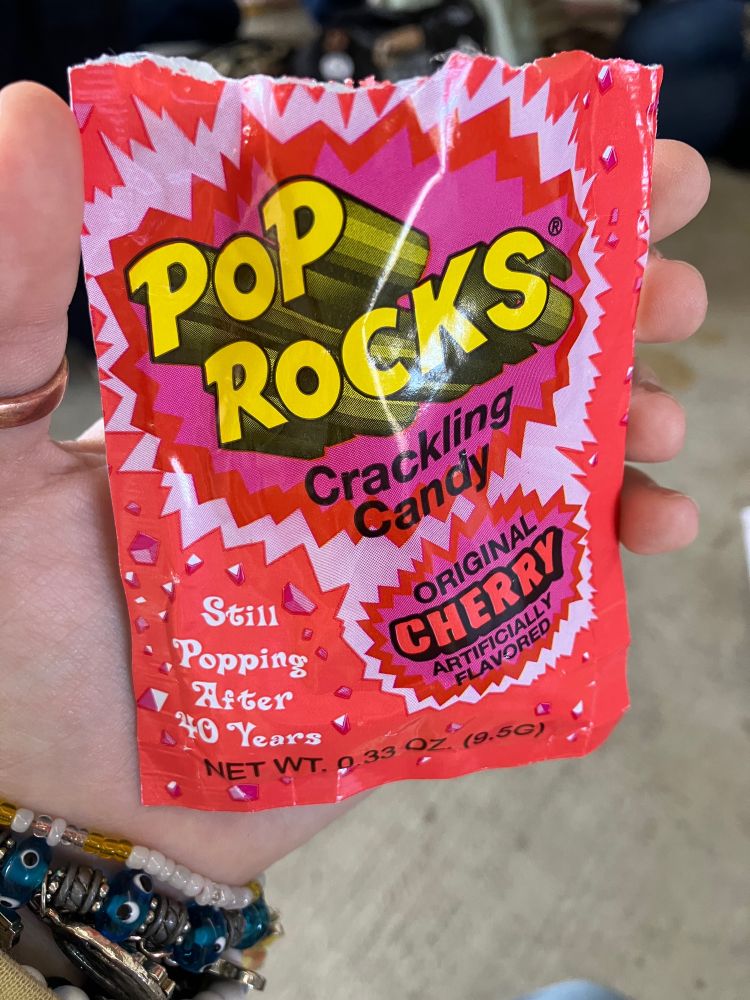 POP
ROCKS®
Crackling
Candy
ORIGINAL
CHERRY
ARTIFICIALLY
FLAVORED
Still
Popping
After
40 Years
NET WT. 0.33 OZ. (9.5G)